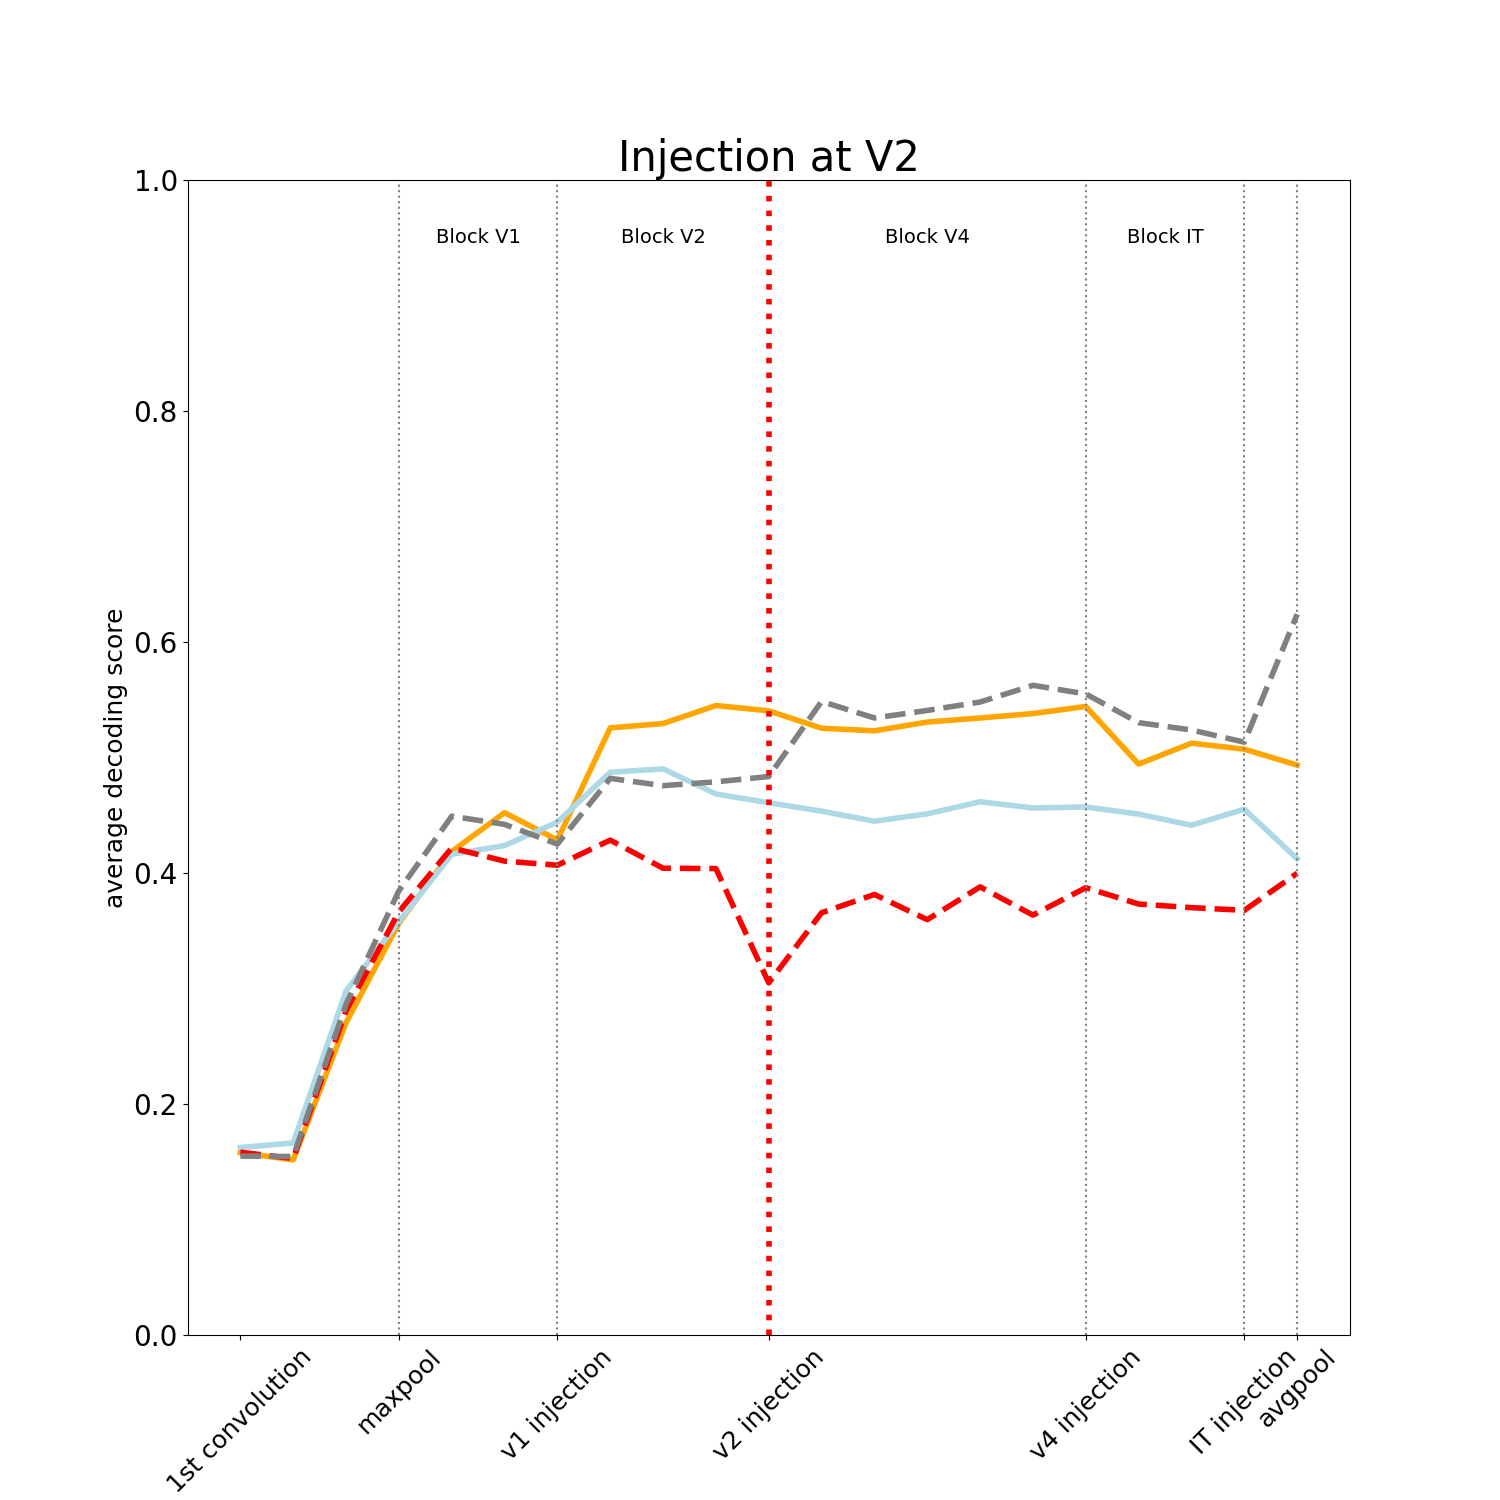 Injection at V2
1.0
0.8
0.6
0.4
0.2
0.0
average decoding score
Block V1
Block V2
Block V4
Block IT
1st convolution
maxpool
v1 injection
v2 injection
v4 injection
IT injection
avgpool